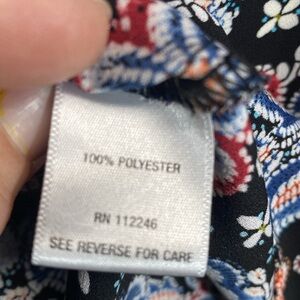 100% POLYESTER
RN 112246
SEE REVERSE FOR CARE